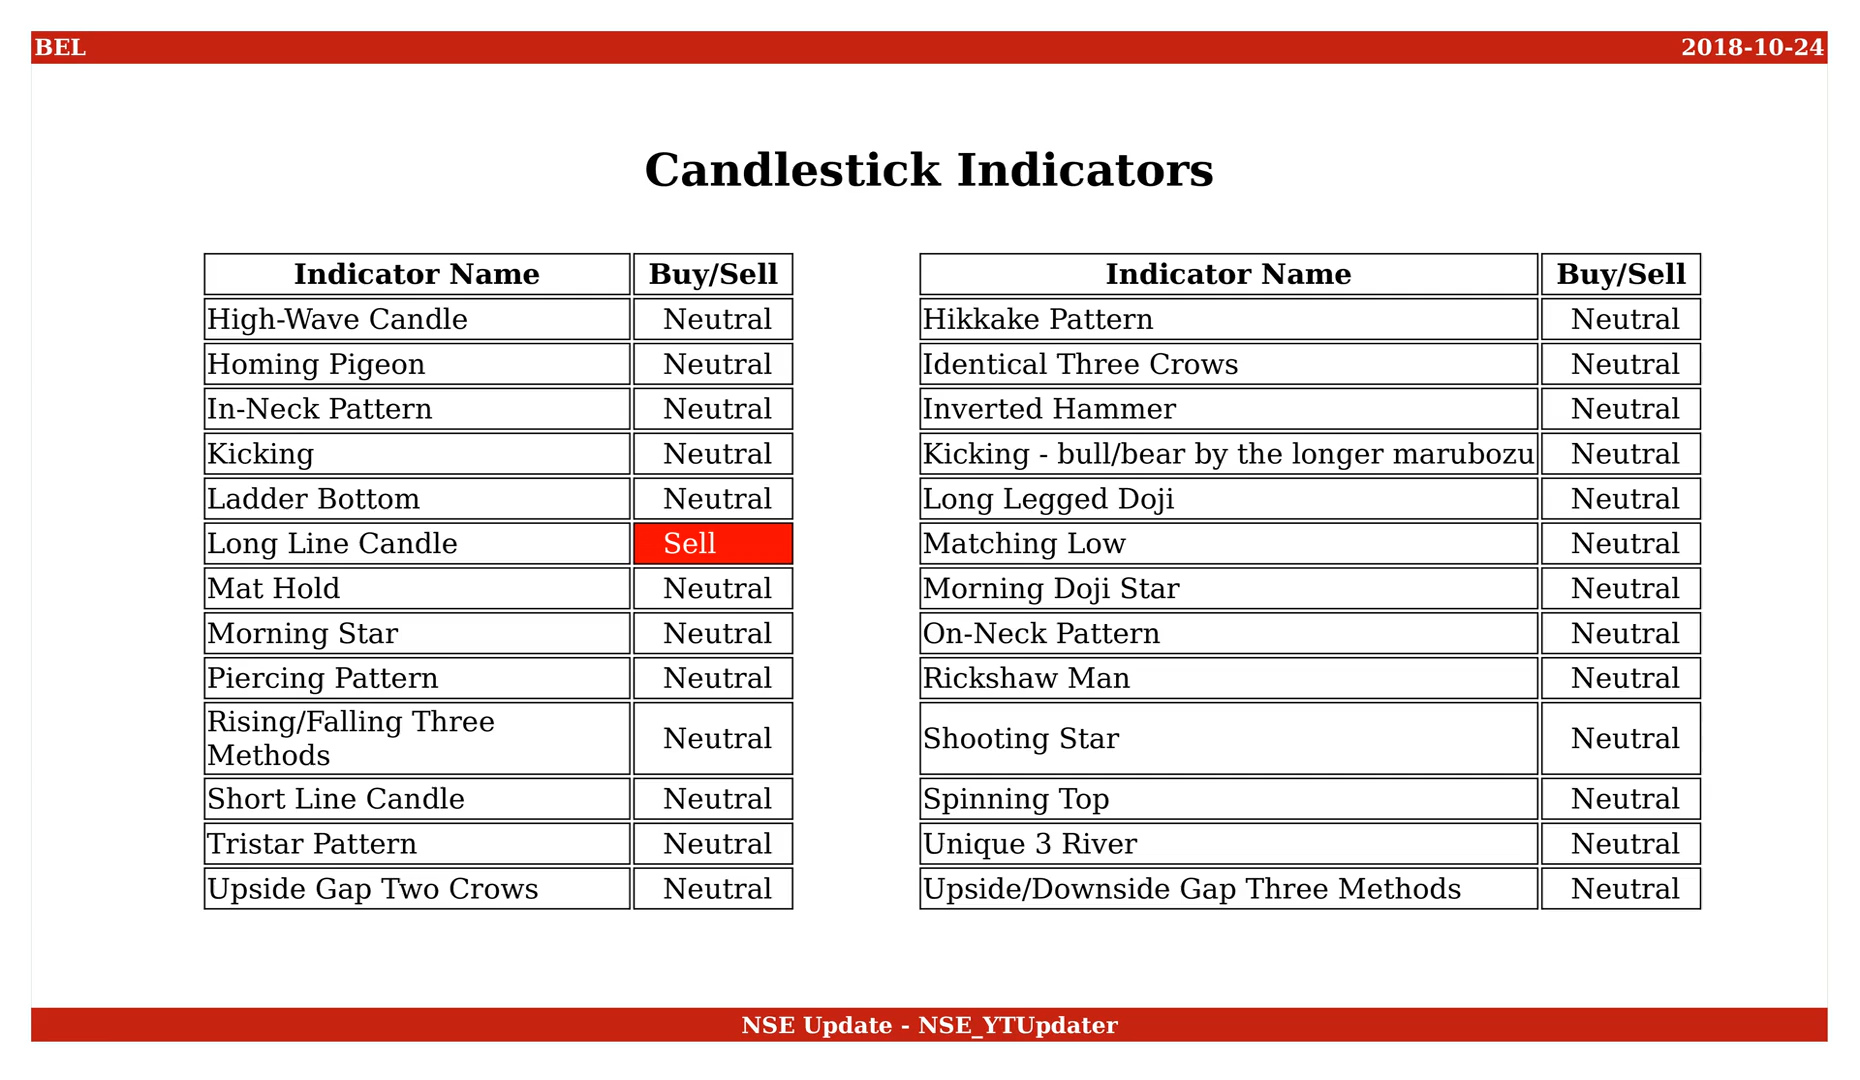 BEL 2018-10-24
Candlestick Indicators
Indicator Name Buy/Sell
High-Wave Candle Neutral
Homing Pigeon Neutral
In-Neck Pattern Neutral
Kicking Neutral
Ladder Bottom Neutral
Long Line Candle Sell
Mat Hold Neutral
Morning Star Neutral
Piercing Pattern Neutral
Rising/Falling Three
Methods Neutral
Short Line Candle Neutral
Tristar Pattern Neutral
Upside Gap Two Crows Neutral
Indicator Name Buy/Sell
Hikkake Pattern Neutral
Identical Three Crows Neutral
Inverted Hammer Neutral
Kicking - bull/bear by the longer marubozu Neutral
Long Legged Doji Neutral
Matching Low Neutral
Morning Doji Star Neutral
On-Neck Pattern Neutral
Rickshaw Man Neutral
Shooting Star Neutral
Spinning Top Neutral
Unique 3 River Neutral
Upside/Downside Gap Three Methods Neutral
NSE Update - NSE_YTUpdater